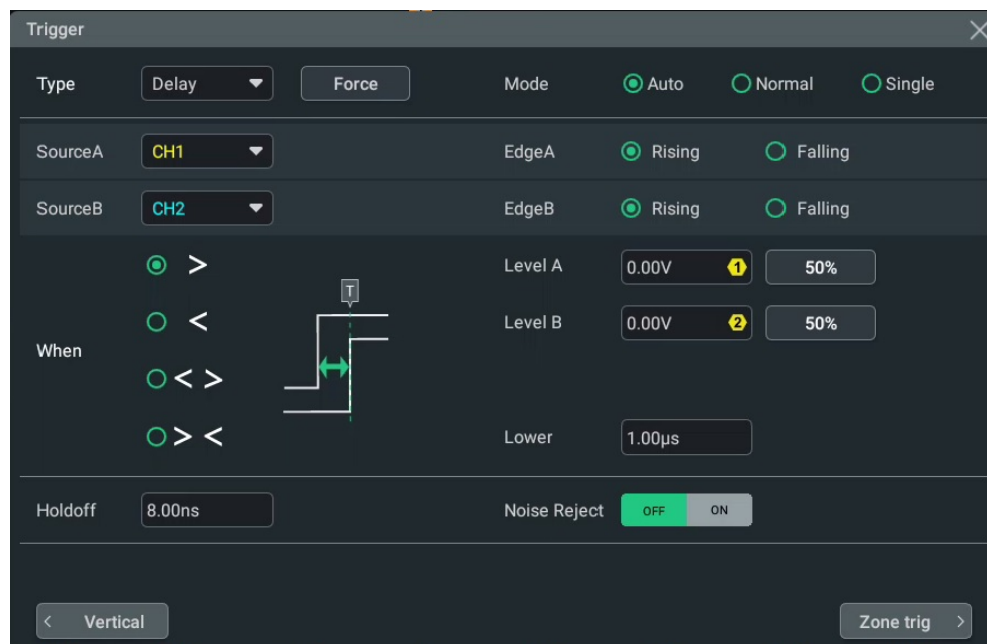 Trigger
Type Delay Force Mode Auto Normal Single
SourceA CH1 EdgeA Rising Falling
SourceB CH2 EdgeB Rising Falling
> Level A 0.00V 1 50%
T
< Level B 0.00V 2 50%
When
< >
> < Lower 1.00µs
Holdoff 8.00ns Noise Reject OFF ON
< Vertical Zone trig >